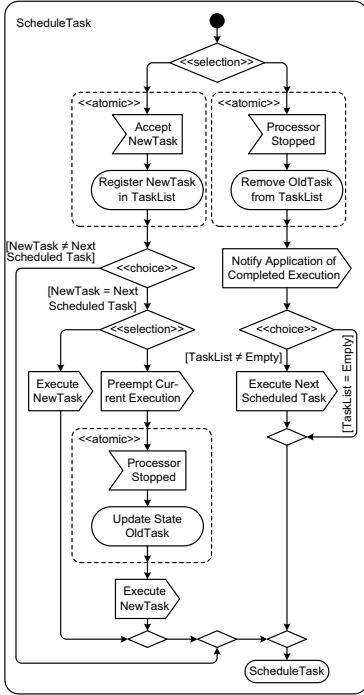 ScheduleTask
<<selection>>
<<atomic>>
Accept
NewTask
Register NewTask
in TaskList
<<atomic>>
Processor
Stopped
Remove OldTask
from TaskList
[NewTask ≠ Next
Scheduled Task]
<<choice>>
Notify Application of
Completed Execution
[NewTask = Next
Scheduled Task]
<<selection>>
<<choice>>
[TaskList ≠ Empty]
[TaskList = Empty]
Execute
NewTask
Preempt Cur-
rent Execution
Execute Next
Scheduled Task
<<atomic>>
Processor
Stopped
Update State
OldTask
Execute
NewTask
ScheduleTask